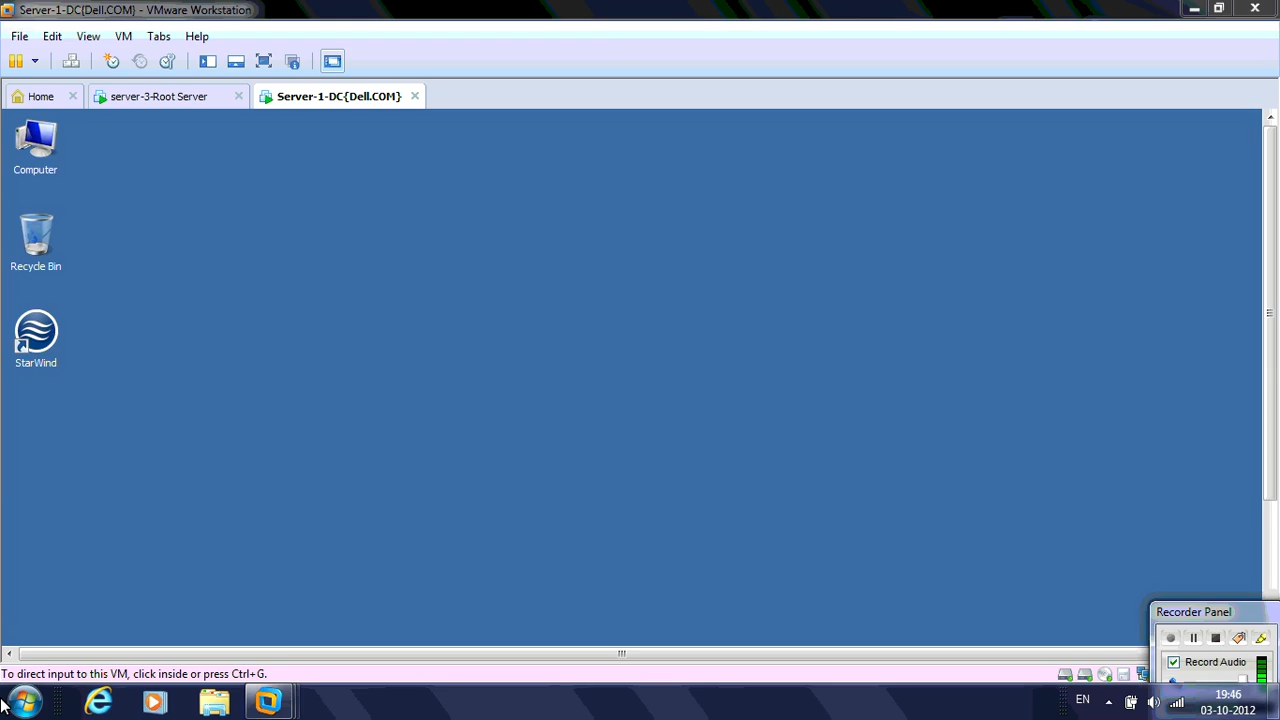 Server-1-DC{Dell.COM} - VMware Workstation
File Edit View VM Tabs Help
Home server-3-Root Server Server-1-DC{Dell.COM}
Computer
Recycle Bin
StarWind
Recorder Panel
Record Audio
To direct input to this VM, click inside or press Ctrl+G.
EN 19:46
03-10-2012